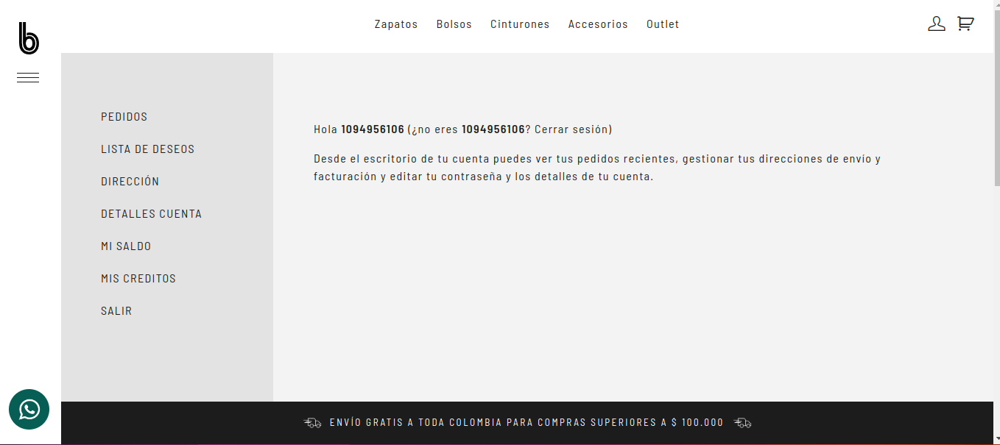 b
Zapatos Bolsos Cinturones Accesorios Outlet
PEDIDOS
LISTA DE DESEOS
DIRECCIÓN
DETALLES CUENTA
MI SALDO
MIS CREDITOS
SALIR
Hola 1094956106 (¿no eres 1094956106? Cerrar sesión)
Desde el escritorio de tu cuenta puedes ver tus pedidos recientes, gestionar tus direcciones de envío y
facturación y editar tu contraseña y los detalles de tu cuenta.
ENVÍO GRATIS A TODA COLOMBIA PARA COMPRAS SUPERIORES A $ 100.000